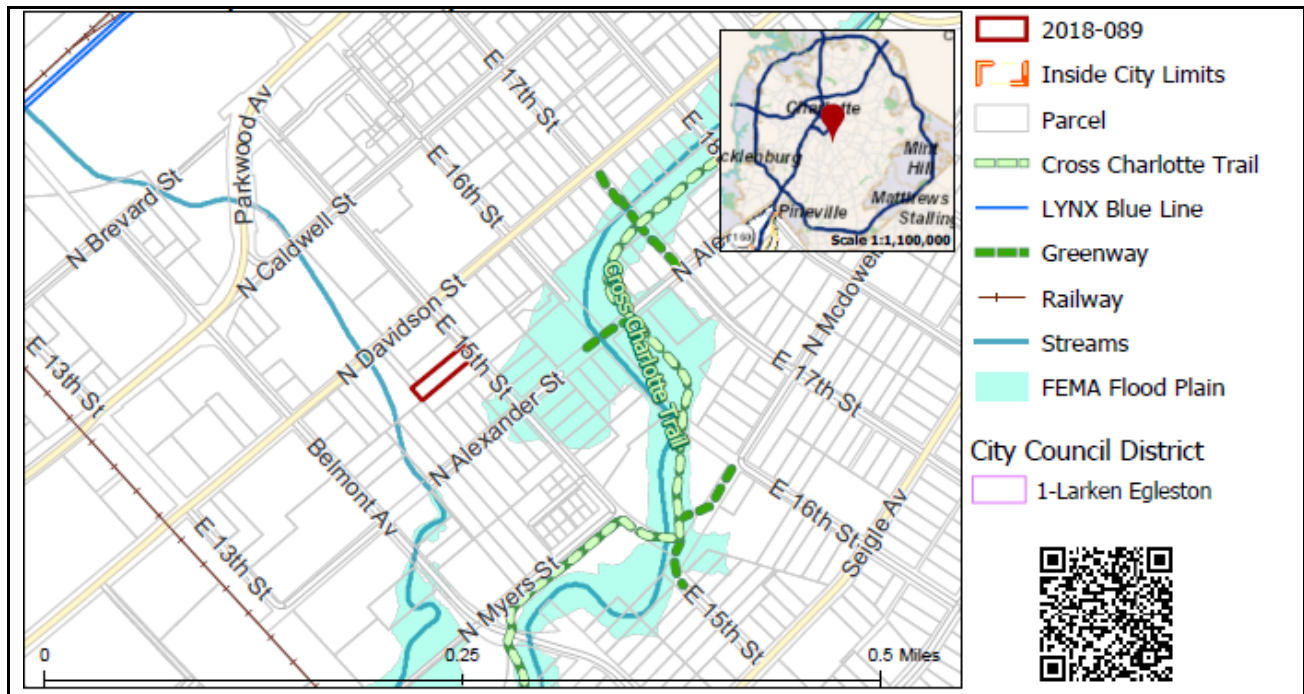 E 17th St
E 18
Parkwood Av
E 16th St
N Brevard St
N Caldwell St
N Davidson St
E 13th St
E 15th St
N Alexander St
Belmont Av
E 13th St
N Myers St
Cross Charlotte Trail
N Ale
N Mcdowell
E 17th St
E 16th St
Seigle Av
E 15th St
0
0.25
0.5 Miles
Charlotte
cklenburg
Mint
Hill
Matthews
Stalling
Pineville
Scale 1:1,100,000
2018-089
Inside City Limits
Parcel
Cross Charlotte Trail
LYNX Blue Line
Greenway
Railway
Streams
FEMA Flood Plain
City Council District
1-Larken Egleston